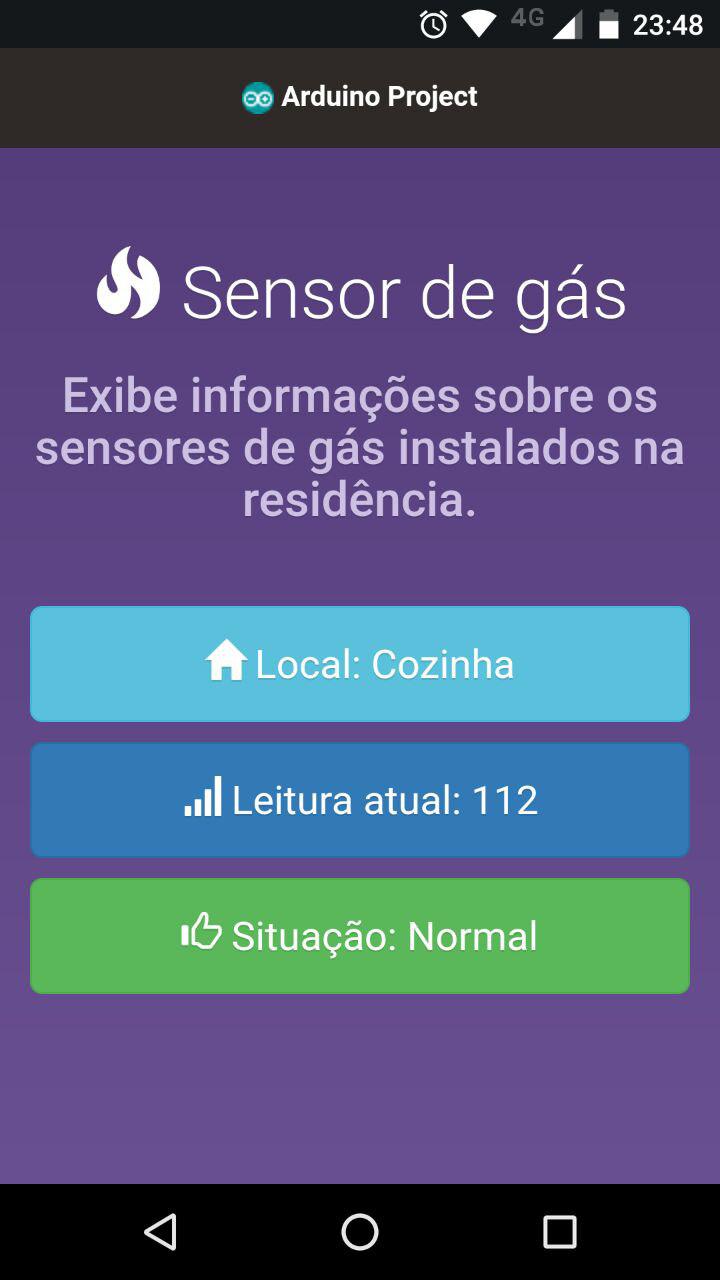 4G 23:48
Arduino Project
Sensor de gás
Exibe informações sobre os
sensores de gás instalados na
residência.
Local: Cozinha
Leitura atual: 112
Situação: Normal